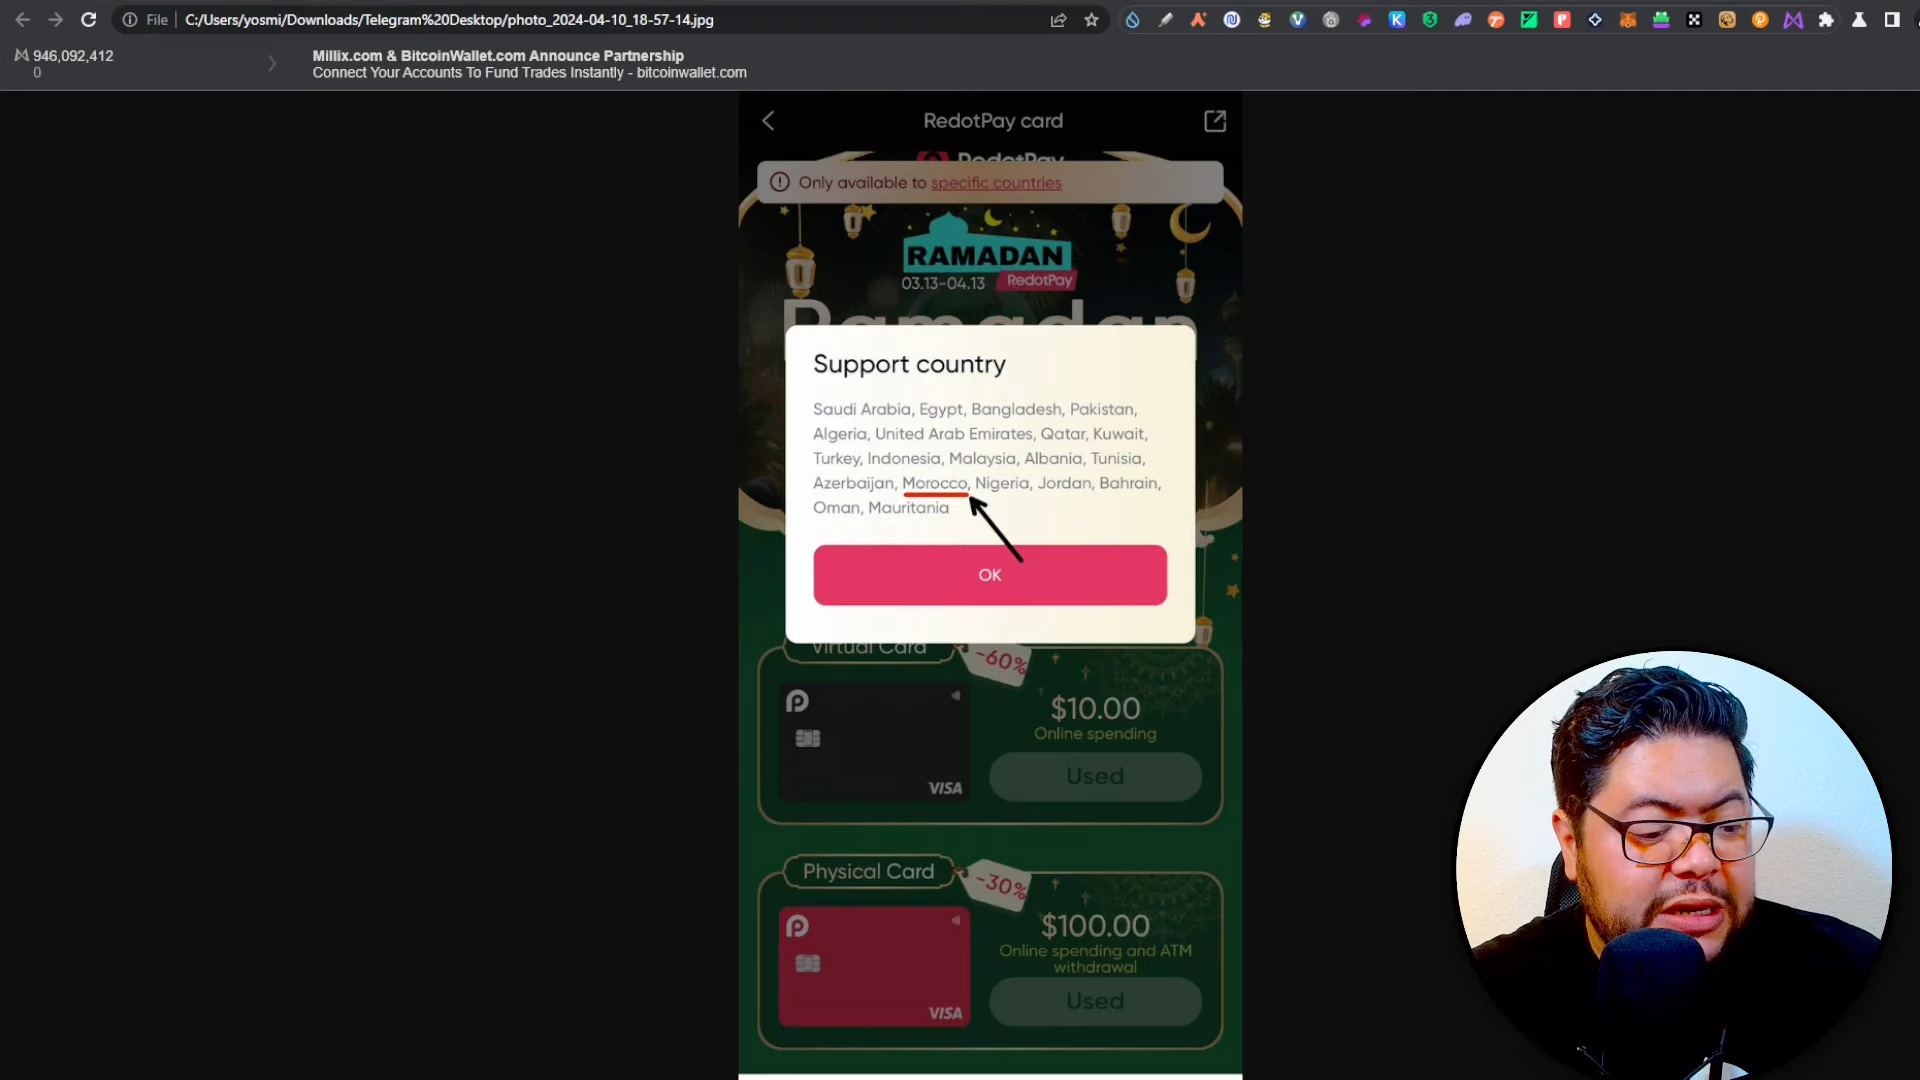 File
C:/Users/yosmi/Downloads/Telegram%20Desktop/photo_2024-04-10_18-57-14.jpg
946,092,412
0
Millix.com & BitcoinWallet.com Announce Partnership
Connect Your Accounts To Fund Trades Instantly - bitcoinwallet.com
RedotPay card
RedotPay
Only available to specific countries
RAMADAN
03.13-04.13 RedotPay
Ramadan
Support country
Saudi Arabia, Egypt, Bangladesh, Pakistan,
Algeria, United Arab Emirates, Qatar, Kuwait,
Turkey, Indonesia, Malaysia, Albania, Tunisia,
Azerbaijan, Morocco, Nigeria, Jordan, Bahrain,
Oman, Mauritania
OK
Virtual Card
-60%
$10.00
Online spending
Used
VISA
Physical Card
-30%
$100.00
Online spending and ATM
withdrawal
Used
VISA